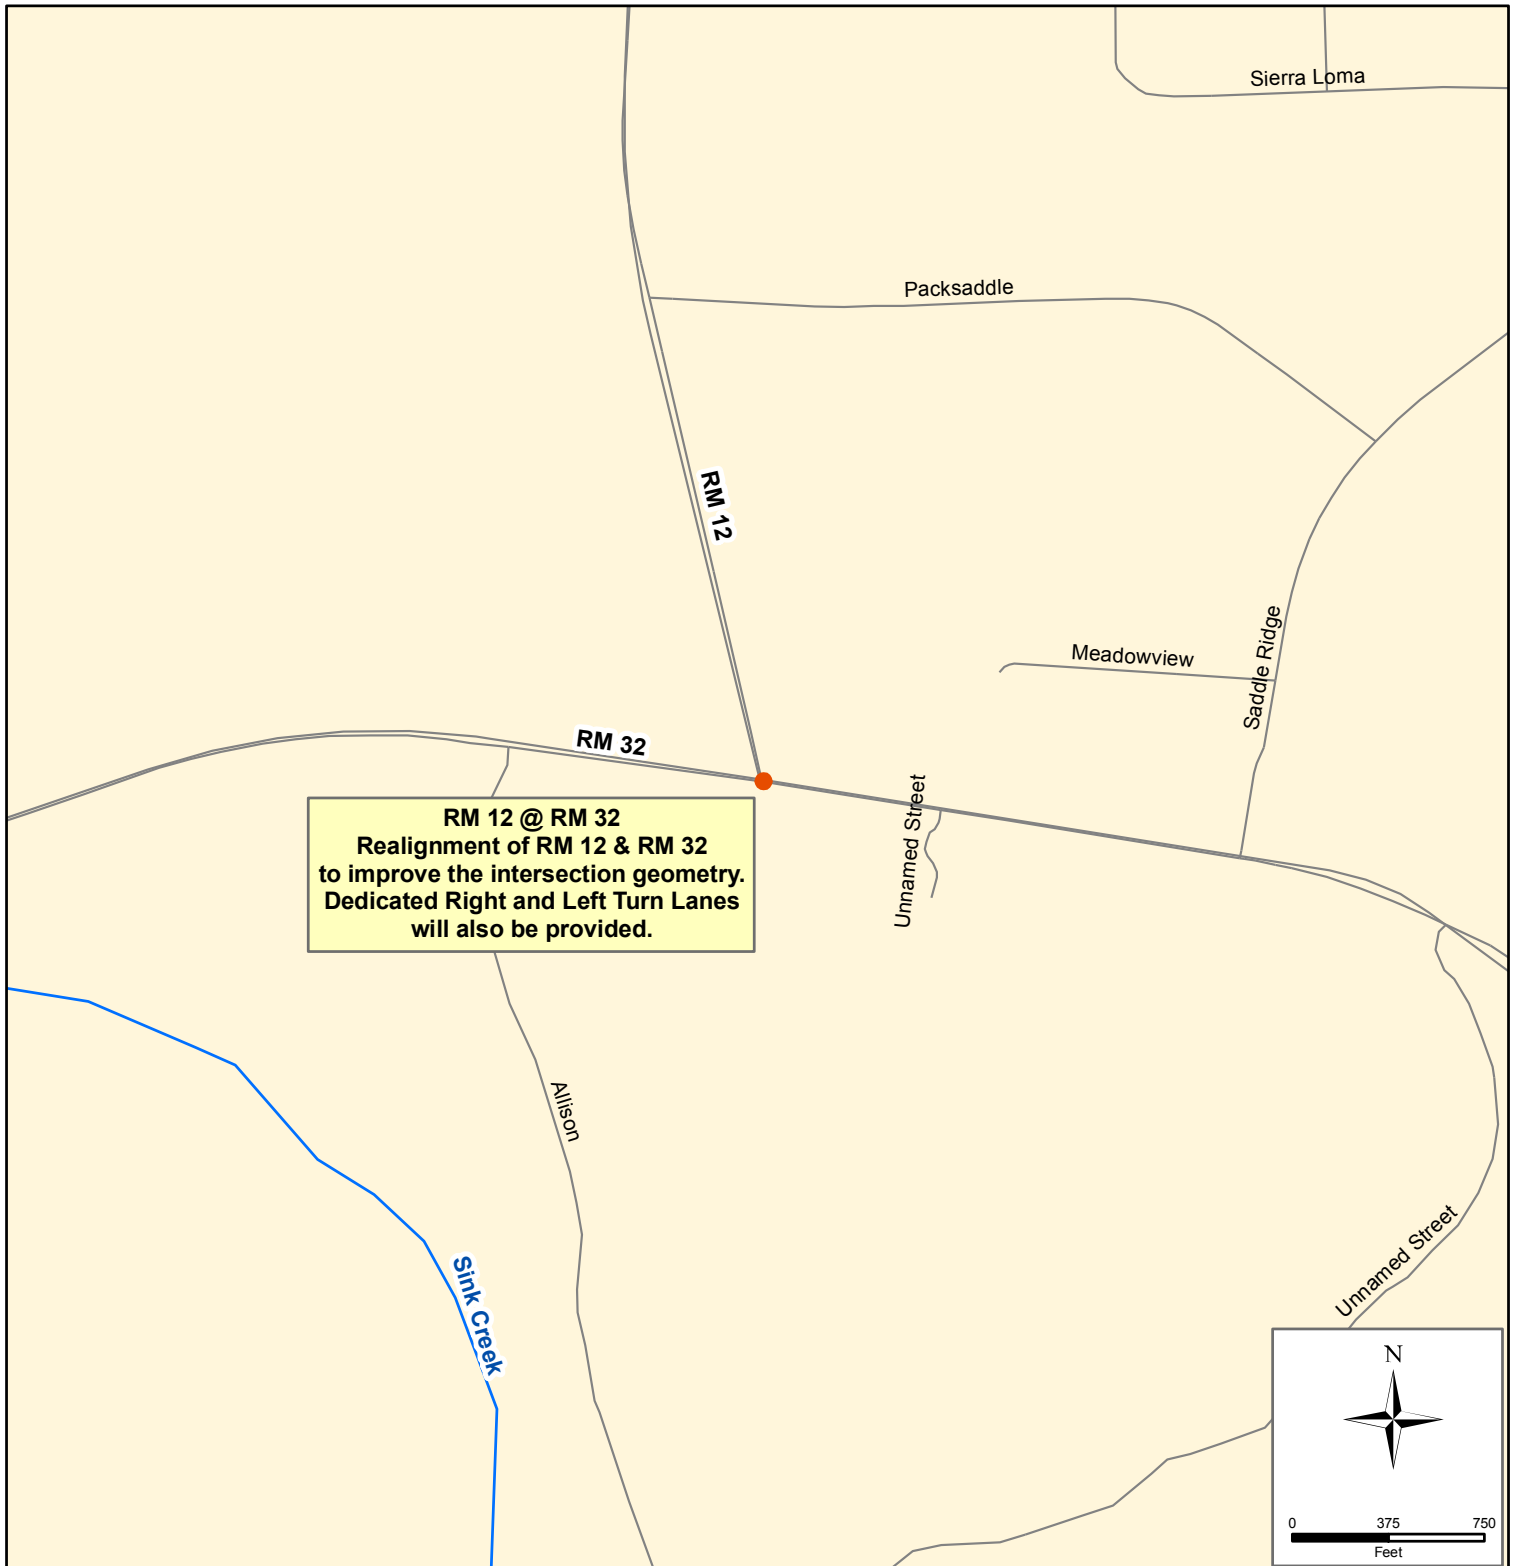 Sierra Loma
Packsaddle
RM 12
Saddle Ridge
Meadowview
RM 32
Unnamed Street
RM 12 @ RM 32
Realignment of RM 12 & RM 32
to improve the intersection geometry.
Dedicated Right and Left Turn Lanes
will also be provided.
Allison
Sink Creek
Unnamed Street
N
0 375 750
Feet